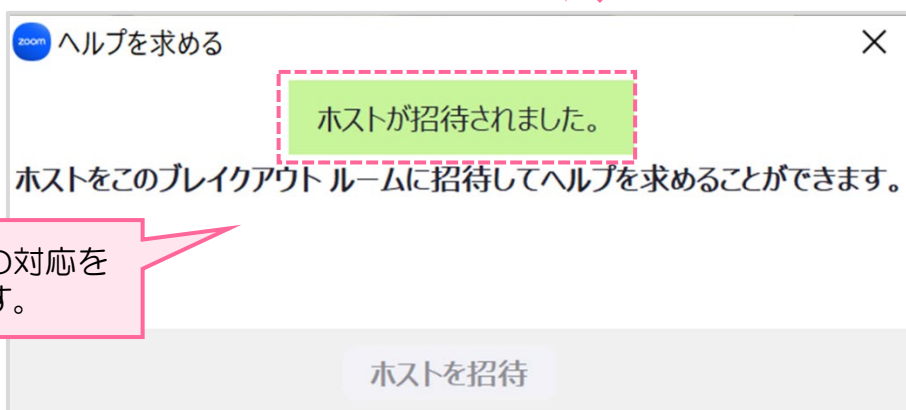 zoom ヘルプを求める
ホストが招待されました。
ホストをこのブレイクアウト ルームに招待してヘルプを求めることができます。
の対応を
す。
ホストを招待